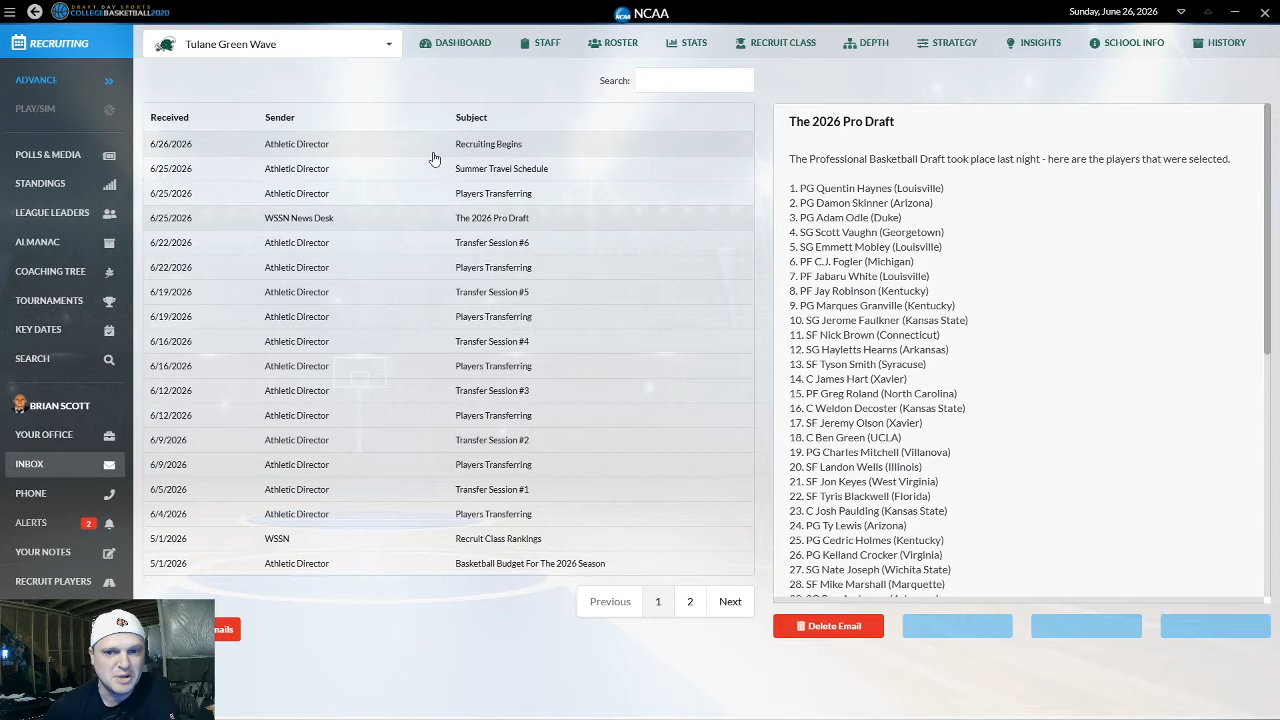 DRAFT DAY SPORTS
COLLEGE BASKETBALL 2020
NCAA
Sunday, June 26, 2026
RECRUITING
Tulane Green Wave
DASHBOARD
STAFF
ROSTER
STATS
RECRUIT CLASS
DEPTH
STRATEGY
INSIGHTS
SCHOOL INFO
HISTORY
ADVANCE
PLAY/SIM
POLLS & MEDIA
STANDINGS
LEAGUE LEADERS
ALMANAC
COACHING TREE
TOURNAMENTS
KEY DATES
SEARCH
BRIAN SCOTT
YOUR OFFICE
INBOX
PHONE
ALERTS 2
YOUR NOTES
RECRUIT PLAYERS
Search:
Received Sender Subject
6/26/2026 Athletic Director Recruiting Begins
6/25/2026 Athletic Director Summer Travel Schedule
6/25/2026 Athletic Director Players Transferring
6/25/2026 WSSN News Desk The 2026 Pro Draft
6/22/2026 Athletic Director Transfer Session #6
6/22/2026 Athletic Director Players Transferring
6/19/2026 Athletic Director Transfer Session #5
6/19/2026 Athletic Director Players Transferring
6/16/2026 Athletic Director Transfer Session #4
6/16/2026 Athletic Director Players Transferring
6/12/2026 Athletic Director Transfer Session #3
6/12/2026 Athletic Director Players Transferring
6/9/2026 Athletic Director Transfer Session #2
6/9/2026 Athletic Director Players Transferring
6/5/2026 Athletic Director Transfer Session #1
6/4/2026 Athletic Director Players Transferring
5/1/2026 WSSN Recruit Class Rankings
5/1/2026 Athletic Director Basketball Budget For The 2026 Season
Previous 1 2 Next
The 2026 Pro Draft
The Professional Basketball Draft took place last night - here are the players that were selected.
1. PG Quentin Haynes (Louisville)
2. PG Damon Skinner (Arizona)
3. PG Adam Odle (Duke)
4. SG Scott Vaughn (Georgetown)
5. SG Emmett Mobley (Louisville)
6. PF C.J. Fogler (Michigan)
7. PF Jabaru White (Louisville)
8. PF Jay Robinson (Kentucky)
9. PG Marques Granville (Kentucky)
10. SG Jerome Faulkner (Kansas State)
11. SF Nick Brown (Connecticut)
12. SG Hayletts Hearns (Arkansas)
13. SF Tyson Smith (Syracuse)
14. C James Hart (Xavier)
15. PF Greg Roland (North Carolina)
16. C Weldon Decoster (Kansas State)
17. SF Jeremy Olson (Xavier)
18. C Ben Green (UCLA)
19. PG Charles Mitchell (Villanova)
20. SF Landon Wells (Illinois)
21. SF Jon Keyes (West Virginia)
22. SF Tyris Blackwell (Florida)
23. C Josh Paulding (Kansas State)
24. PG Ty Lewis (Arizona)
25. PG Cedric Holmes (Kentucky)
26. PG Kelland Crocker (Virginia)
27. SG Nate Joseph (Wichita State)
28. SF Mike Marshall (Marquette)
Delete Email